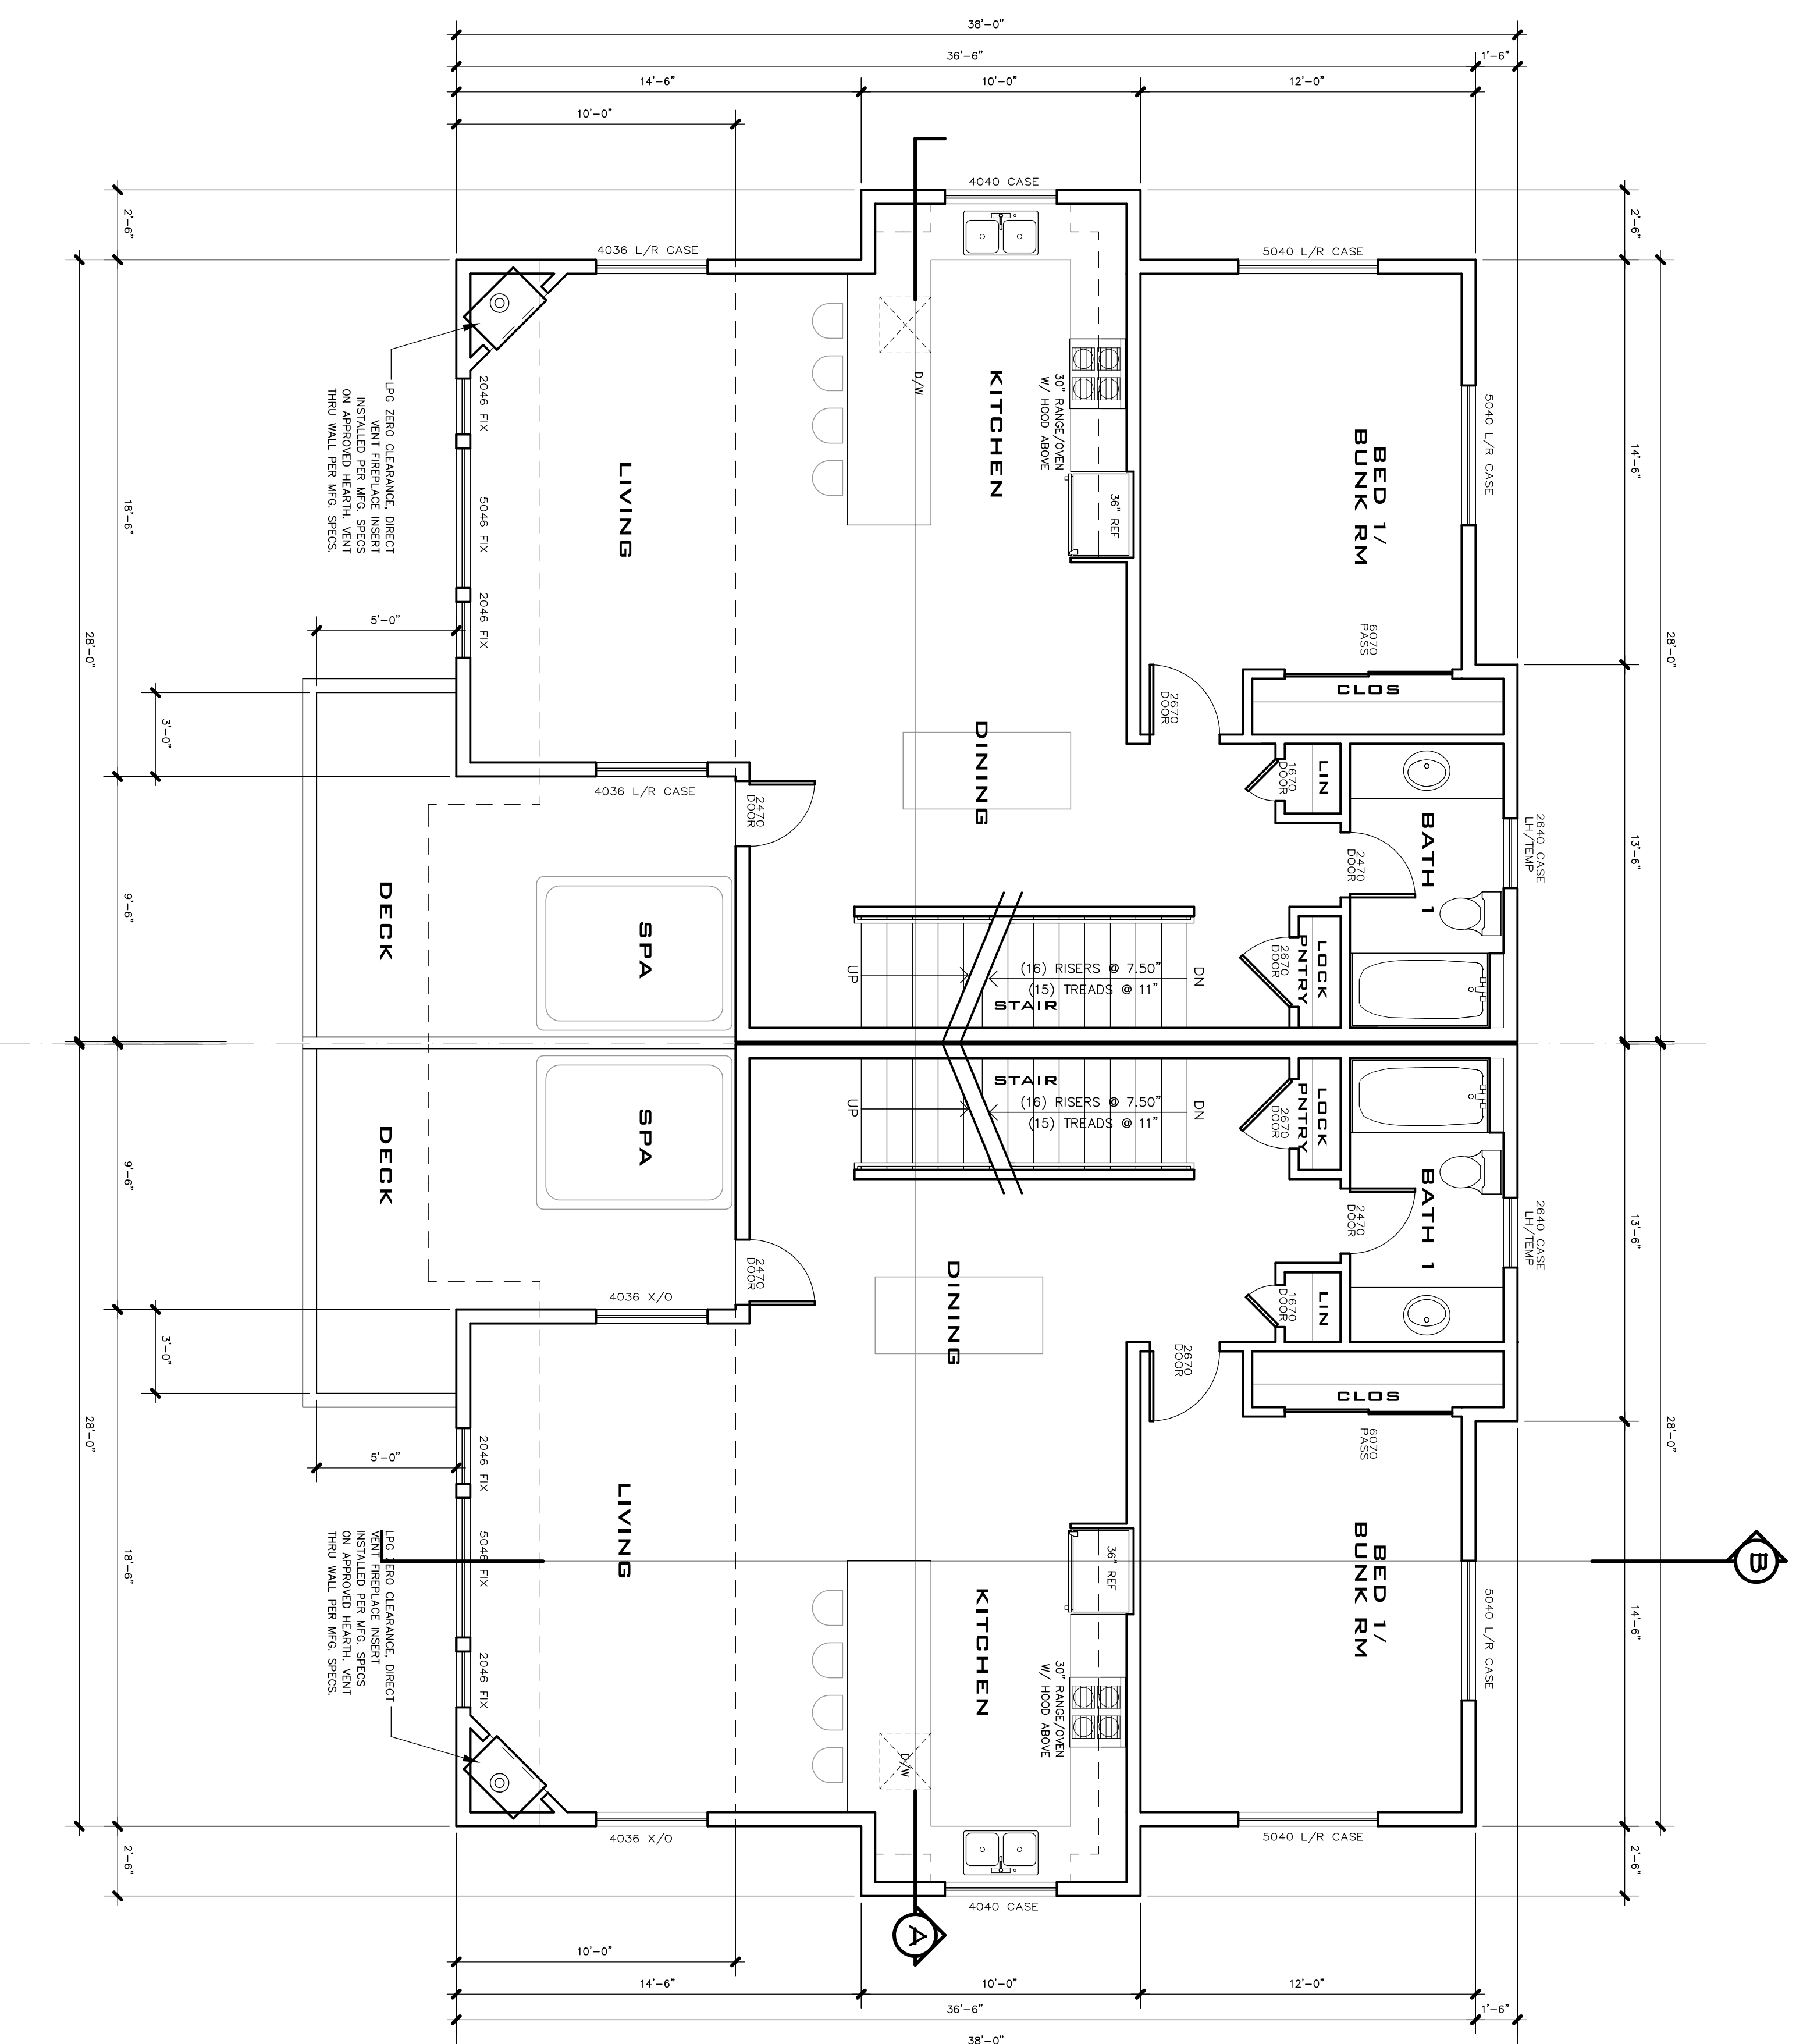 38'-0"
36'-6"
1'-6"
14'-6"
10'-0"
12'-0"
10'-0"
4040 CASE
2'-6"
2'-6"
4036 L/R CASE
5040 L/R CASE
LPG ZERO CLEARANCE, DIRECT
VENT FIREPLACE INSERT
INSTALLED PER MFG. SPECS
ON APPROVED HEARTH. VENT
THRU WALL PER MFG. SPECS.
2046 FIX
5046 FIX
2046 FIX
LIVING
D/W
KITCHEN
30" RANGE/OVEN
W/ HOOD ABOVE
36" REF
BED 1/
BUNK RM
5040 L/R CASE
14'-6"
18'-6"
28'-0"
28'-0"
5'-0"
3'-0"
6070
PASS
CLOS
2670
DOOR
DINING
4036 L/R CASE
2470
DOOR
1670
DOOR
LIN
BATH 1
2640 CASE
LH/TEMP
13'-6"
2470
DOOR
9'-6"
DECK
SPA
UP
(16) RISERS @ 7.50"
(15) TREADS @ 11"
STAIR
DN
2670
DOOR
LOCK
PNTRY
STAIR
(16) RISERS @ 7.50"
(15) TREADS @ 11"
UP
DN
2670
DOOR
LOCK
PNTRY
9'-6"
DECK
SPA
2470
DOOR
BATH 1
2640 CASE
LH/TEMP
13'-6"
2470
DOOR
DINING
1670
DOOR
LIN
4036 X/O
3'-0"
2670
DOOR
CLOS
6070
PASS
28'-0"
28'-0"
5'-0"
2046 FIX
5046 FIX
2046 FIX
18'-6"
LPG ZERO CLEARANCE, DIRECT
VENT FIREPLACE INSERT
INSTALLED PER MFG. SPECS
ON APPROVED HEARTH. VENT
THRU WALL PER MFG. SPECS.
LIVING
KITCHEN
36" REF
30" RANGE/OVEN
W/ HOOD ABOVE
D/W
BED 1/
BUNK RM
5040 L/R CASE
14'-6"
B
4036 X/O
5040 L/R CASE
2'-6"
2'-6"
4040 CASE
A
10'-0"
14'-6"
10'-0"
12'-0"
36'-6"
1'-6"
38'-0"